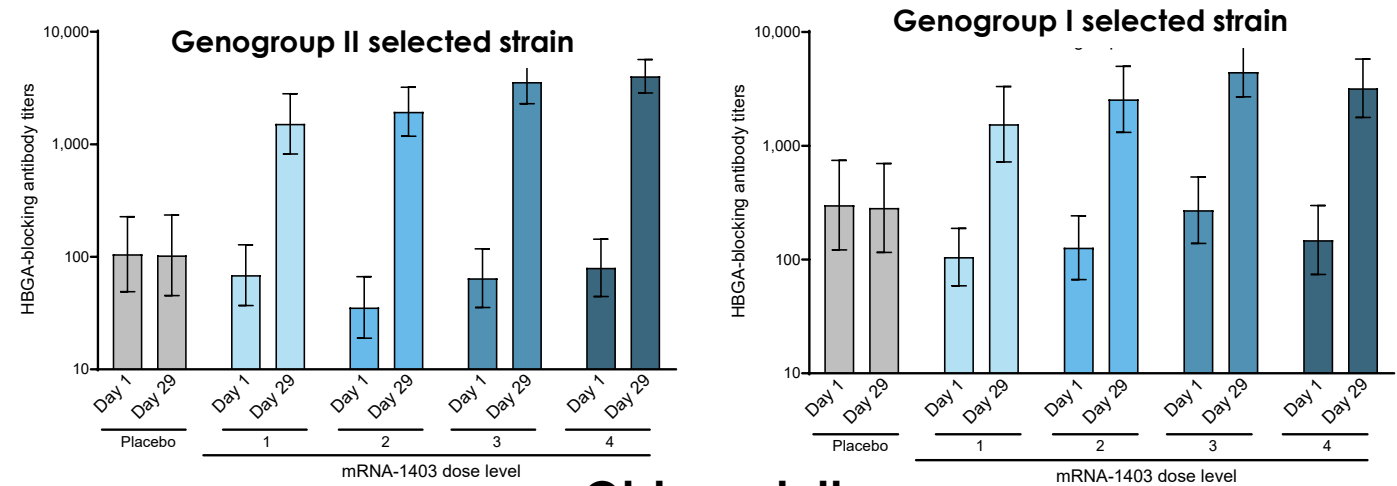 Genogroup II selected strain
HBGA-blocking antibody titers
10,000
1,000
100
10
Day 1 Day 29 Day 1 Day 29 Day 1 Day 29 Day 1 Day 29 Day 1 Day 29
Placebo 1 2 3 4
mRNA-1403 dose level
Genogroup I selected strain
HBGA-blocking antibody titers
10,000
1,000
100
10
Day 1 Day 29 Day 1 Day 29 Day 1 Day 29 Day 1 Day 29 Day 1 Day 29
Placebo 1 2 3 4
mRNA-1403 dose level